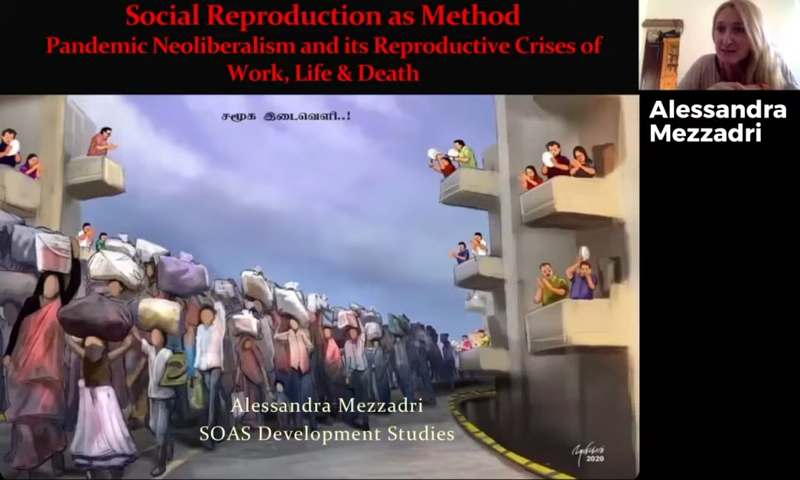 Social Reproduction as Method
Pandemic Neoliberalism and its Reproductive Crises of
Work, Life & Death
Alessandra
Mezzadri
சமூக இடைவெளி..!
Alessandra Mezzadri
SOAS Development Studies
2020